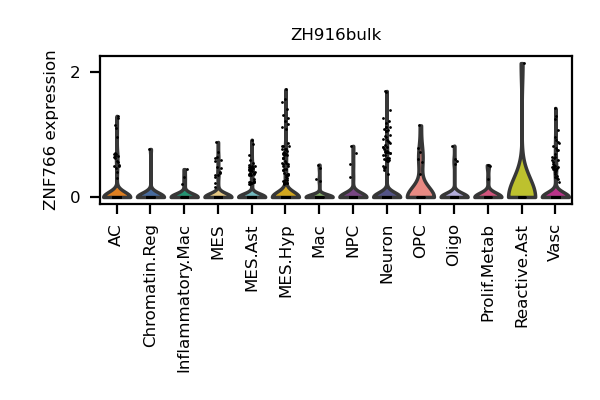 ZH916bulk
ZNF766 expression
2
0
AC
Chromatin.Reg
Inflammatory.Mac
MES
MES.Ast
MES.Hyp
Mac
NPC
Neuron
OPC
Oligo
Prolif.Metab
Reactive.Ast
Vasc